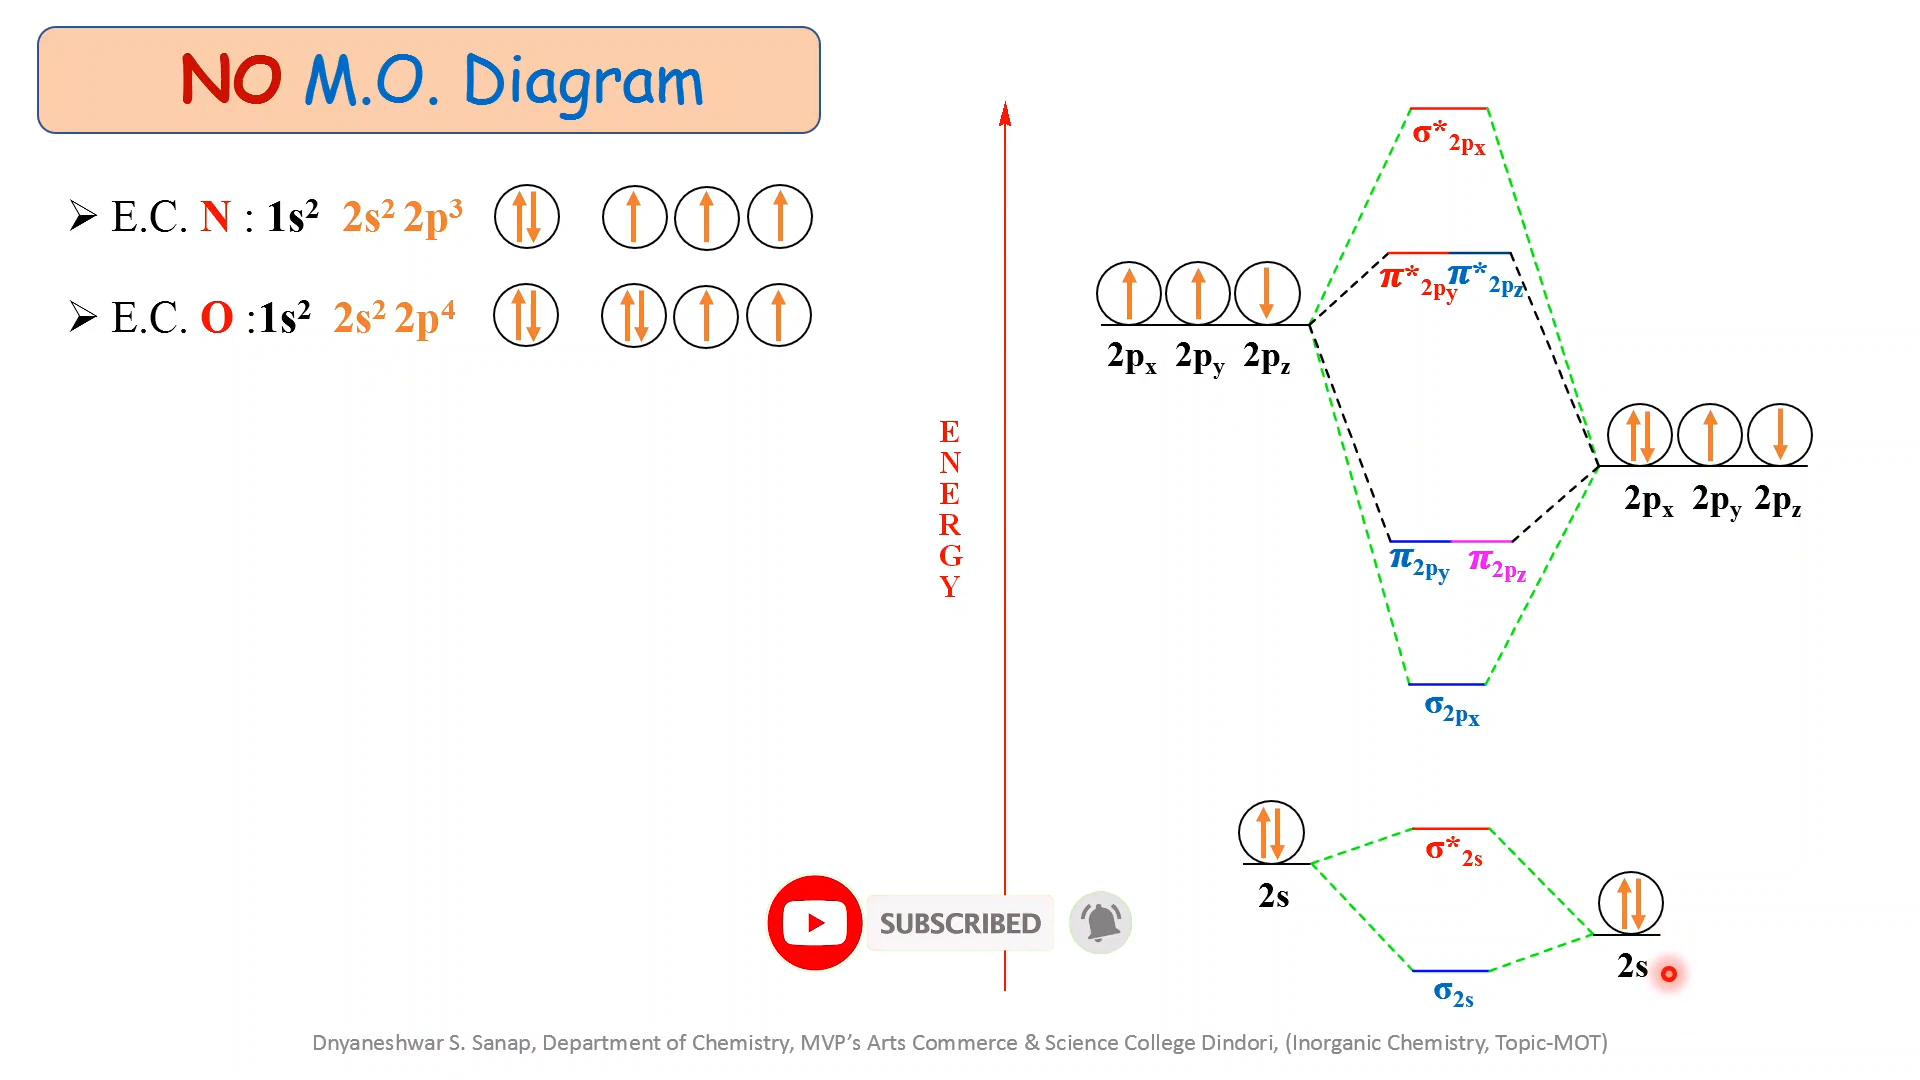 NO M.O. Diagram
➢ E.C. N : 1s² 2s² 2p³
➢ E.C. O :1s² 2s² 2p⁴
ENERGY
σ*2px
π*2py π*2pz
2px 2py 2pz
2px 2py 2pz
π2py π2pz
σ2px
σ*2s
2s
2s
σ2s
SUBSCRIBED
Dnyaneshwar S. Sanap, Department of Chemistry, MVP’s Arts Commerce & Science College Dindori, (Inorganic Chemistry, Topic-MOT)